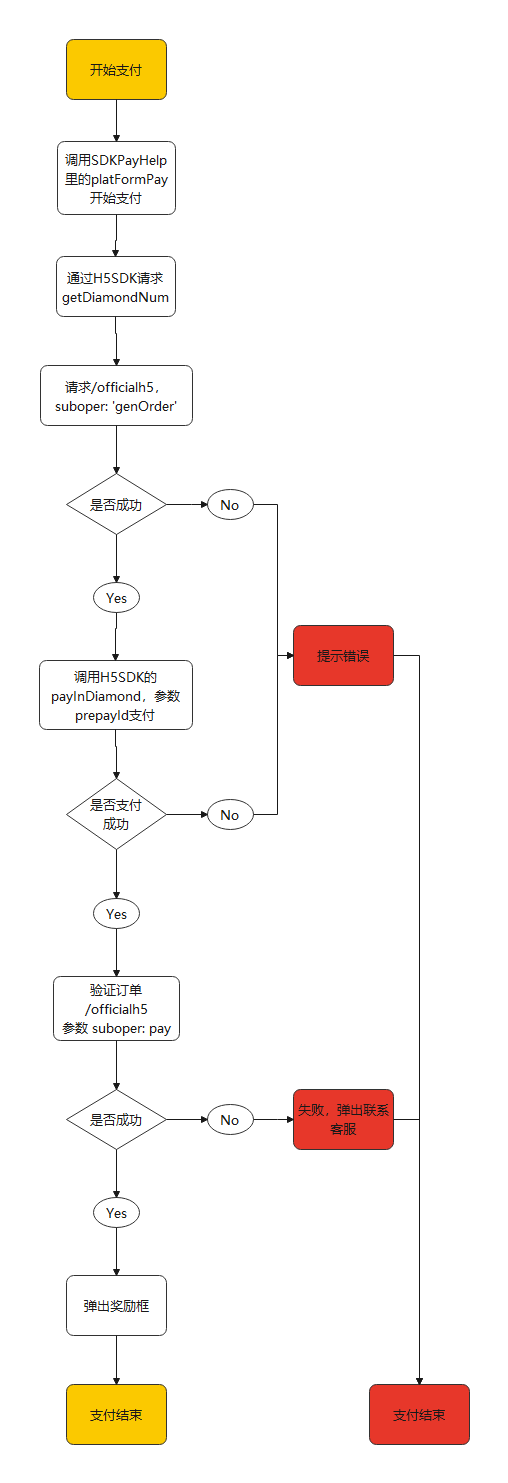 开始支付
调用SDKPayHelp
里的platFormPay
开始支付
通过H5SDK请求
getDiamondNum
请求/officialh5，
suboper: 'genOrder'
是否成功
No
Yes
提示错误
调用H5SDK的
payInDiamond，参数
prepayId支付
是否支付
成功
No
Yes
验证订单
/officialh5
参数 suboper: pay
是否成功
No
失败，弹出联系
客服
Yes
弹出奖励框
支付结束
支付结束